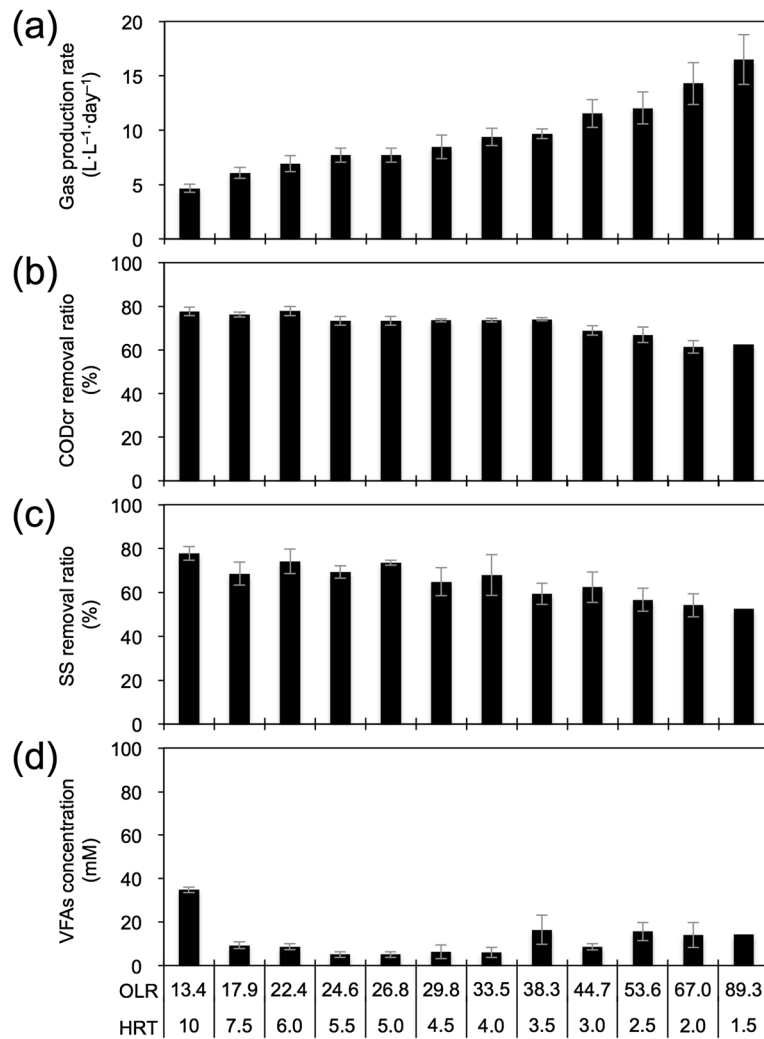 (a)
Gas production rate
(L·L⁻¹·day⁻¹)
20
15
10
5
0
(b)
CODcr removal ratio
(%)
100
80
60
40
20
0
(c)
SS removal ratio
(%)
100
80
60
40
20
0
(d)
VFAs concentration
(mM)
100
80
60
40
20
0
OLR 13.4 17.9 22.4 24.6 26.8 29.8 33.5 38.3 44.7 53.6 67.0 89.3
HRT 10 7.5 6.0 5.5 5.0 4.5 4.0 3.5 3.0 2.5 2.0 1.5